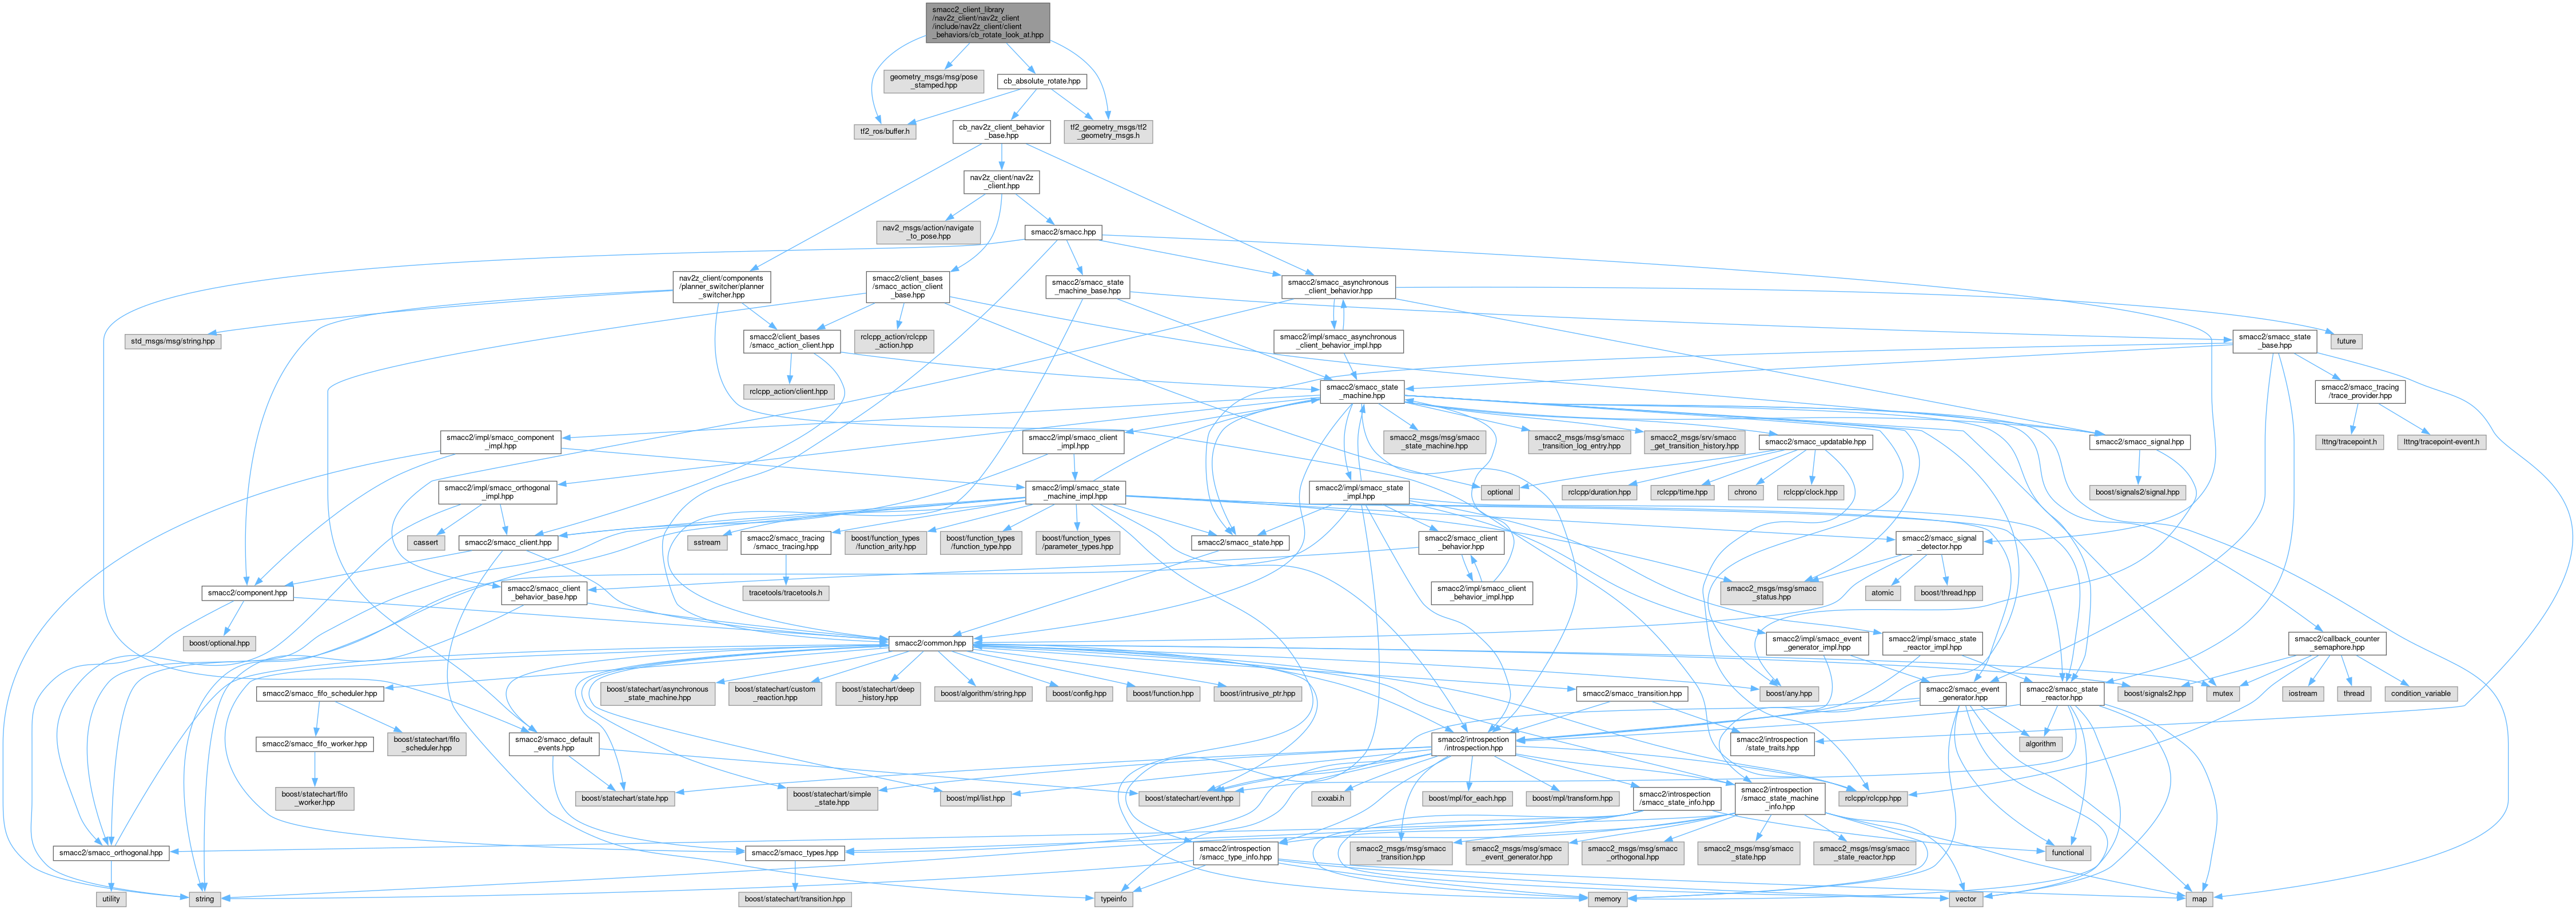 smacc2_client_library
/nav2z_client/nav2z_client
/include/nav2z_client/client
_behaviors/cb_rotate_look_at.hpp
geometry_msgs/msg/pose
_stamped.hpp
cb_absolute_rotate.hpp
tf2_ros/buffer.h
cb_nav2z_client_behavior
_base.hpp
tf2_geometry_msgs/tf2
_geometry_msgs.h
nav2z_client/nav2z
_client.hpp
nav2_msgs/action/navigate
_to_pose.hpp
smacc2/smacc.hpp
nav2z_client/components
/planner_switcher/planner
_switcher.hpp
smacc2/client_bases
/smacc_action_client
_base.hpp
smacc2/smacc_state
_machine_base.hpp
smacc2/smacc_asynchronous
_client_behavior.hpp
std_msgs/msg/string.hpp
smacc2/client_bases
/smacc_action_client.hpp
rclcpp_action/rclcpp
_action.hpp
smacc2/impl/smacc_asynchronous
_client_behavior_impl.hpp
smacc2/smacc_state
_base.hpp
future
rclcpp_action/client.hpp
smacc2/smacc_state
_machine.hpp
smacc2/smacc_tracing
/trace_provider.hpp
smacc2/impl/smacc_component
_impl.hpp
smacc2/impl/smacc_client
_impl.hpp
smacc2_msgs/msg/smacc
_state_machine.hpp
smacc2_msgs/msg/smacc
_transition_log_entry.hpp
smacc2_msgs/srv/smacc
_get_transition_history.hpp
smacc2/smacc_updatable.hpp
smacc2/smacc_signal.hpp
lttng/tracepoint.h
lttng/tracepoint-event.h
smacc2/impl/smacc_orthogonal
_impl.hpp
smacc2/impl/smacc_state
_machine_impl.hpp
smacc2/impl/smacc_state
_impl.hpp
optional
rclcpp/duration.hpp
rclcpp/time.hpp
chrono
rclcpp/clock.hpp
boost/signals2/signal.hpp
cassert
smacc2/smacc_client.hpp
sstream
smacc2/smacc_tracing
/smacc_tracing.hpp
boost/function_types
/function_arity.hpp
boost/function_types
/function_type.hpp
boost/function_types
/parameter_types.hpp
smacc2/smacc_state.hpp
smacc2/smacc_client
_behavior.hpp
smacc2/smacc_signal
_detector.hpp
smacc2/component.hpp
smacc2/smacc_client
_behavior_base.hpp
tracetools/tracetools.h
smacc2/impl/smacc_client
_behavior_impl.hpp
smacc2_msgs/msg/smacc
_status.hpp
atomic
boost/thread.hpp
boost/optional.hpp
smacc2/common.hpp
smacc2/impl/smacc_event
_generator_impl.hpp
smacc2/impl/smacc_state
_reactor_impl.hpp
smacc2/callback_counter
_semaphore.hpp
smacc2/smacc_fifo_scheduler.hpp
boost/statechart/asynchronous
_state_machine.hpp
boost/statechart/custom
_reaction.hpp
boost/statechart/deep
_history.hpp
boost/algorithm/string.hpp
boost/config.hpp
boost/function.hpp
boost/intrusive_ptr.hpp
smacc2/smacc_transition.hpp
boost/any.hpp
smacc2/smacc_event
_generator.hpp
smacc2/smacc_state
_reactor.hpp
boost/signals2.hpp
mutex
iostream
thread
condition_variable
smacc2/smacc_fifo_worker.hpp
boost/statechart/fifo
_scheduler.hpp
smacc2/smacc_default
_events.hpp
smacc2/introspection
/introspection.hpp
smacc2/introspection
/state_traits.hpp
algorithm
boost/statechart/fifo
_worker.hpp
boost/statechart/state.hpp
boost/statechart/simple
_state.hpp
boost/mpl/list.hpp
boost/statechart/event.hpp
cxxabi.h
boost/mpl/for_each.hpp
boost/mpl/transform.hpp
smacc2/introspection
/smacc_state_info.hpp
smacc2/introspection
/smacc_state_machine
_info.hpp
rclcpp/rclcpp.hpp
smacc2/smacc_orthogonal.hpp
smacc2/smacc_types.hpp
smacc2/introspection
/smacc_type_info.hpp
smacc2_msgs/msg/smacc
_transition.hpp
smacc2_msgs/msg/smacc
_event_generator.hpp
smacc2_msgs/msg/smacc
_orthogonal.hpp
smacc2_msgs/msg/smacc
_state.hpp
smacc2_msgs/msg/smacc
_state_reactor.hpp
functional
utility
string
boost/statechart/transition.hpp
typeinfo
memory
vector
map